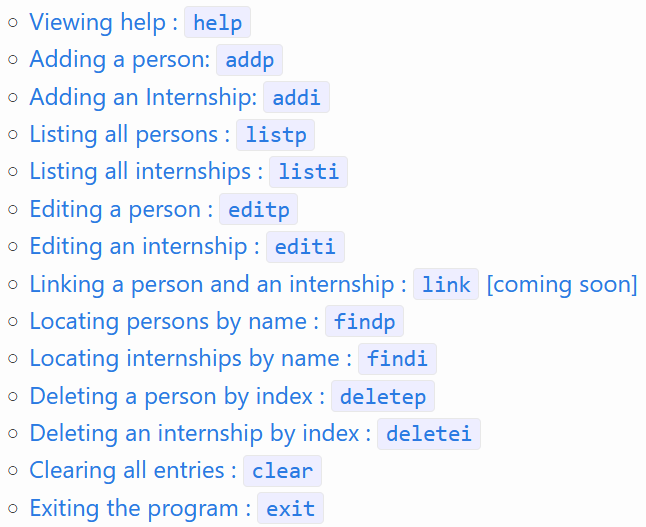 Viewing help : help
Adding a person: addp
Adding an Internship: addi
Listing all persons : listp
Listing all internships : listi
Editing a person : editp
Editing an internship : editi
Linking a person and an internship : link [coming soon]
Locating persons by name : findp
Locating internships by name : findi
Deleting a person by index : deletep
Deleting an internship by index : deletei
Clearing all entries : clear
Exiting the program : exit